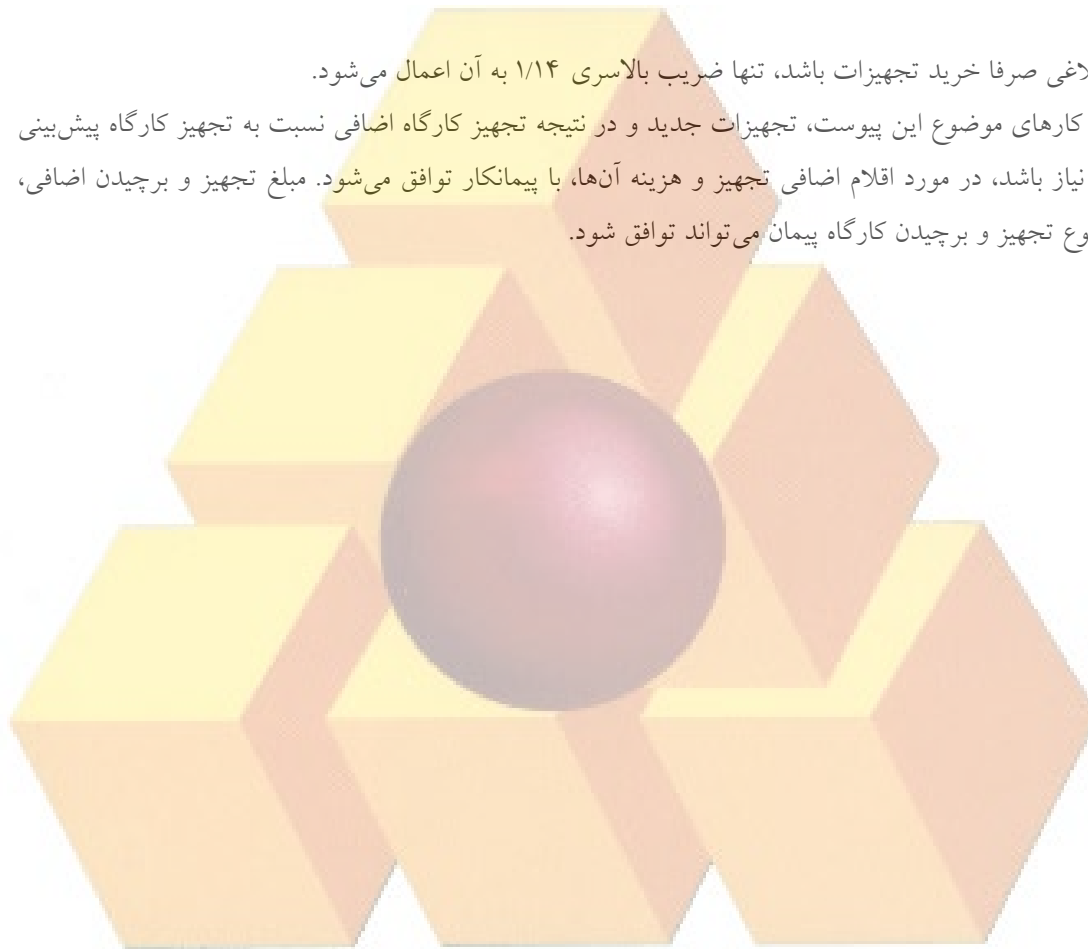 لاغی صرفا خرید تجهیزات باشد، تنها ضریب بالاسری ۱/۱۴ به آن اعمال می‌شود.
کارهای موضوع این پیوست، تجهیزات جدید و در نتیجه تجهیز کارگاه اضافی نسبت به تجهیز کارگاه پیش‌بینی
نیاز باشد، در مورد اقلام اضافی تجهیز و هزینه آن‌ها، با پیمانکار توافق می‌شود. مبلغ تجهیز و برچیدن اضافی،
وع تجهیز و برچیدن کارگاه پیمان می‌تواند توافق شود.